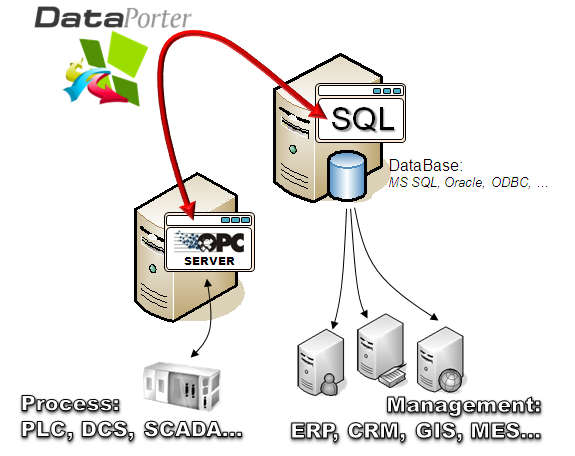 DataPorter
SQL
DataBase:
MS SQL, Oracle, ODBC, ...
OPC
SERVER
Process:
PLC, DCS, SCADA...
Management:
ERP, CRM, GIS, MES...